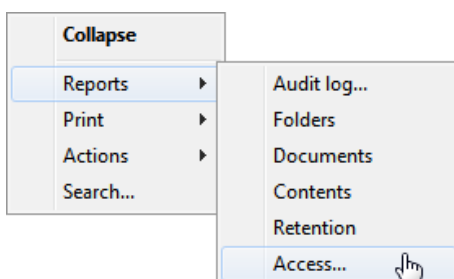 Collapse
Reports
Print
Actions
Search...
Audit log...
Folders
Documents
Contents
Retention
Access...